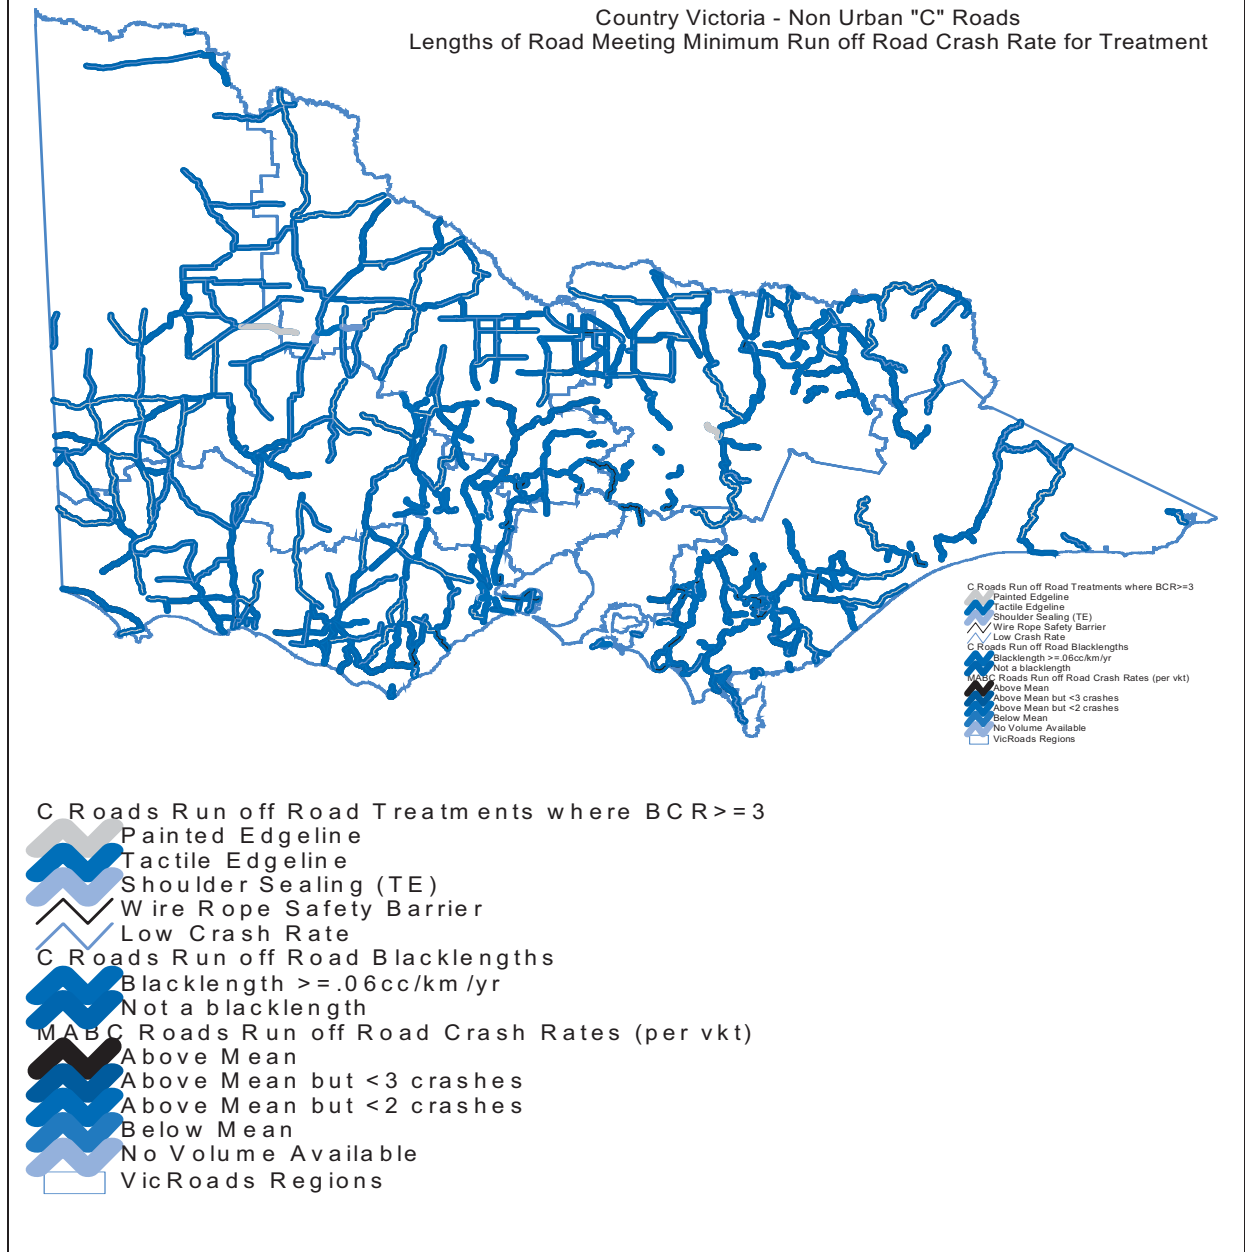 Country Victoria - Non Urban "C" Roads
Lengths of Road Meeting Minimum Run off Road Crash Rate for Treatment
C Roads Run off Road Treatments where BCR>=3
Painted Edgeline
Tactile Edgeline
Shoulder Sealing (TE)
Wire Rope Safety Barrier
Low Crash Rate
C Roads Run off Road Blacklengths
Blacklength >=.06cc/km/yr
Not a blacklength
MABC Roads Run off Road Crash Rates (per vkt)
Above Mean
Above Mean but <3 crashes
Above Mean but <2 crashes
Below Mean
No Volume Available
VicRoads Regions
C Roads Run off Road Treatments where BCR>=3
Painted Edgeline
Tactile Edgeline
Shoulder Sealing (TE)
Wire Rope Safety Barrier
Low Crash Rate
C Roads Run off Road Blacklengths
Blacklength >=.06cc/km/yr
Not a blacklength
MABC Roads Run off Road Crash Rates (per vkt)
Above Mean
Above Mean but <3 crashes
Above Mean but <2 crashes
Below Mean
No Volume Available
VicRoads Regions